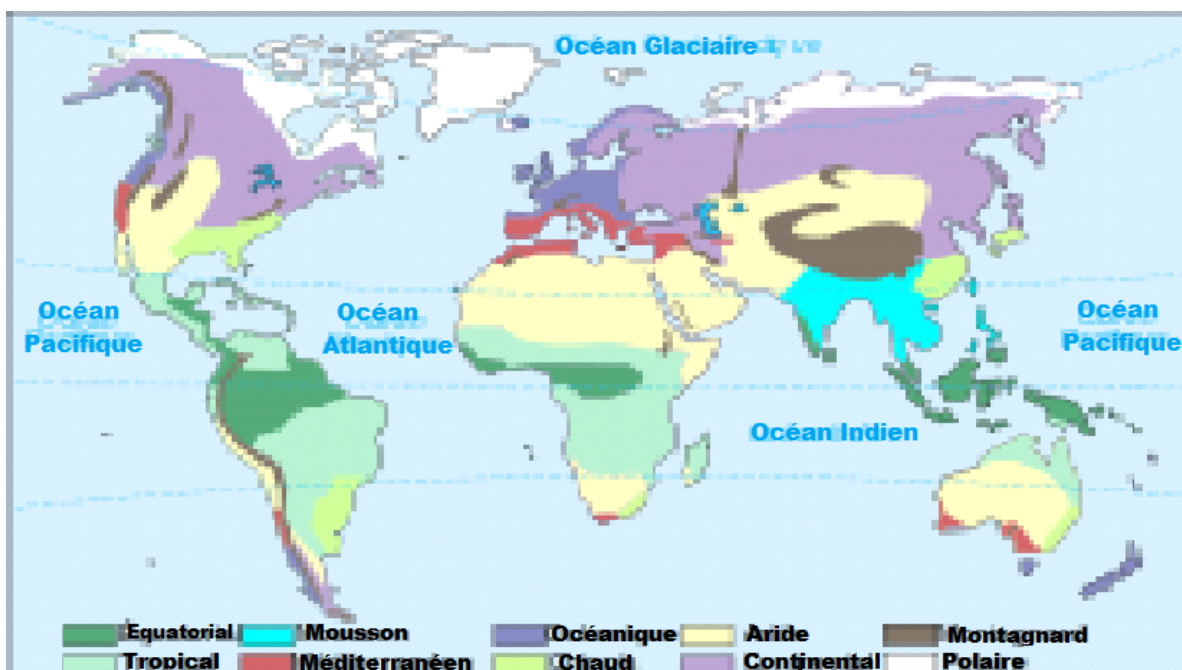 Océan Glaciaire
Océan
Pacifique
Océan
Atlantique
Océan
Pacifique
Océan Indien
Equatorial Mousson Océanique Aride Montagnard
Tropical Méditerranéen Chaud Continental Polaire